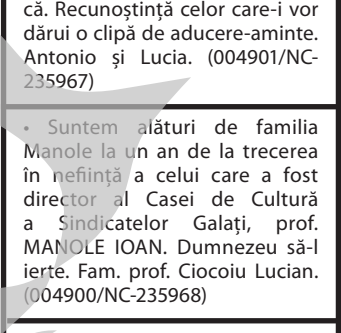 că. Recunoștință celor care-i vor
dărui o clipă de aducere-aminte.
Antonio și Lucia. (004901/NC-
235967)
• Suntem alături de familia
Manole la un an de la trecerea
în neființă a celui care a fost
director al Casei de Cultură
a Sindicatelor Galați, prof.
MANOLE IOAN. Dumnezeu să-l
ierte. Fam. prof. Ciocoiu Lucian.
(004900/NC-235968)